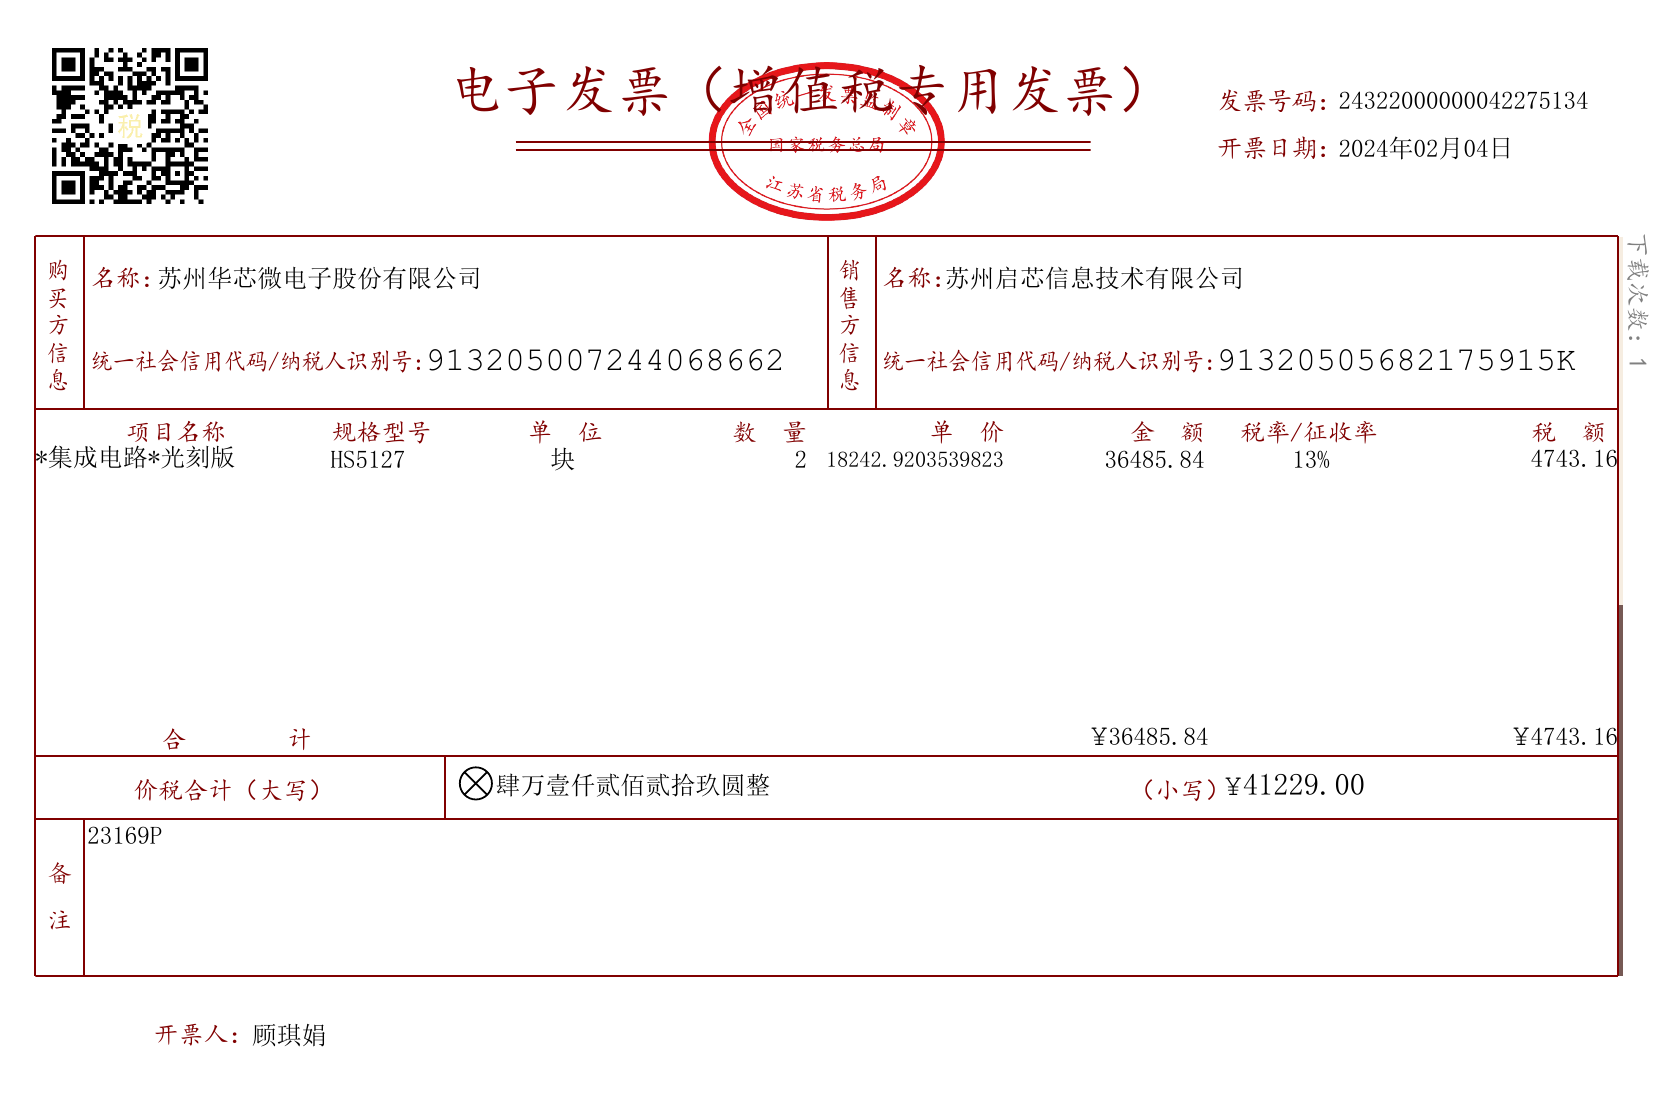 电子发票（增值税专用发票）
全国统一发票监制章
国家税务总局
江苏省税务局
税
发票号码：24322000000042275134
开票日期：2024年02月04日
购买方信息
名称：苏州华芯微电子股份有限公司
统一社会信用代码/纳税人识别号：913205007244068662
销售方信息
名称：苏州启芯信息技术有限公司
统一社会信用代码/纳税人识别号：91320505682175915K
下载次数：1
项目名称 规格型号 单 位 数 量 单 价 金 额 税率/征收率 税 额
*集成电路*光刻版 HS5127 块 2 18242.9203539823 36485.84 13% 4743.16
合 计 ¥36485.84 ¥4743.16
价税合计（大写） ⊗肆万壹仟贰佰贰拾玖圆整 （小写）¥41229.00
备注
23169P
开票人：顾琪娟